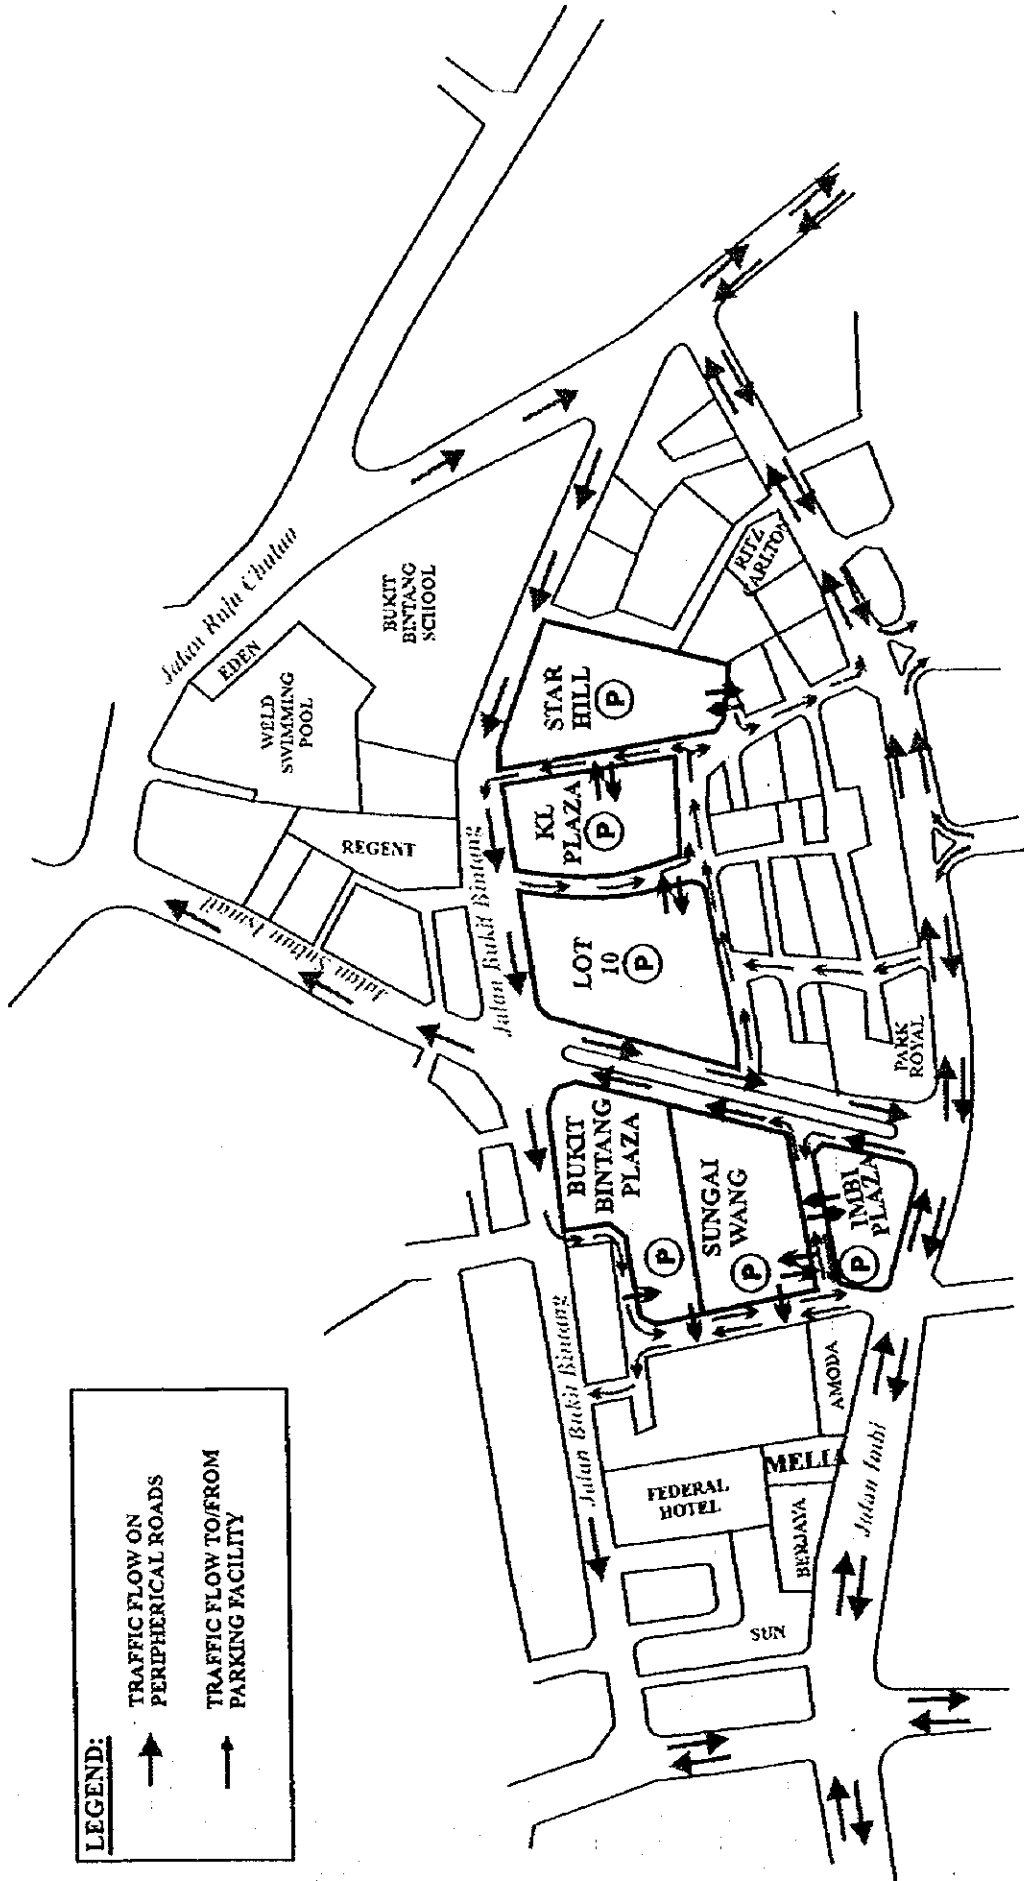 LEGEND:
TRAFFIC FLOW ON
PERIPHERICAL ROADS
TRAFFIC FLOW TO/FROM
PARKING FACILITY
Jalan Raja Chulan
EDEN
WELD
SWIMMING
POOL
BUKIT
BINTANG
SCHOOL
REGENT
Jalan Sultan Ismail
Jalan Bukit Bintang
STAR
HILL
P
KL
PLAZA
P
LOT
10
P
RITZ
CARLTON
PARK
ROYAL
BUKIT
BINTANG
PLAZA
P
SUNGAI
WANG
P
IMBI
PLAZA
P
Jalan Bukit Bintang
FEDERAL
HOTEL
MELIA
AMODA
BERJAYA
SUN
Jalan Imbi